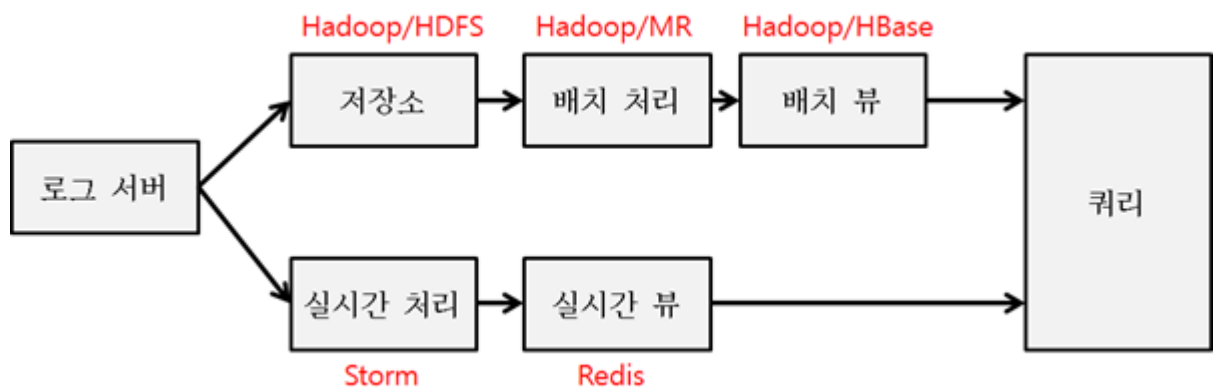 Hadoop/HDFS Hadoop/MR Hadoop/HBase
저장소 배치 처리 배치 뷰
로그 서버 쿼리
실시간 처리 실시간 뷰
Storm Redis